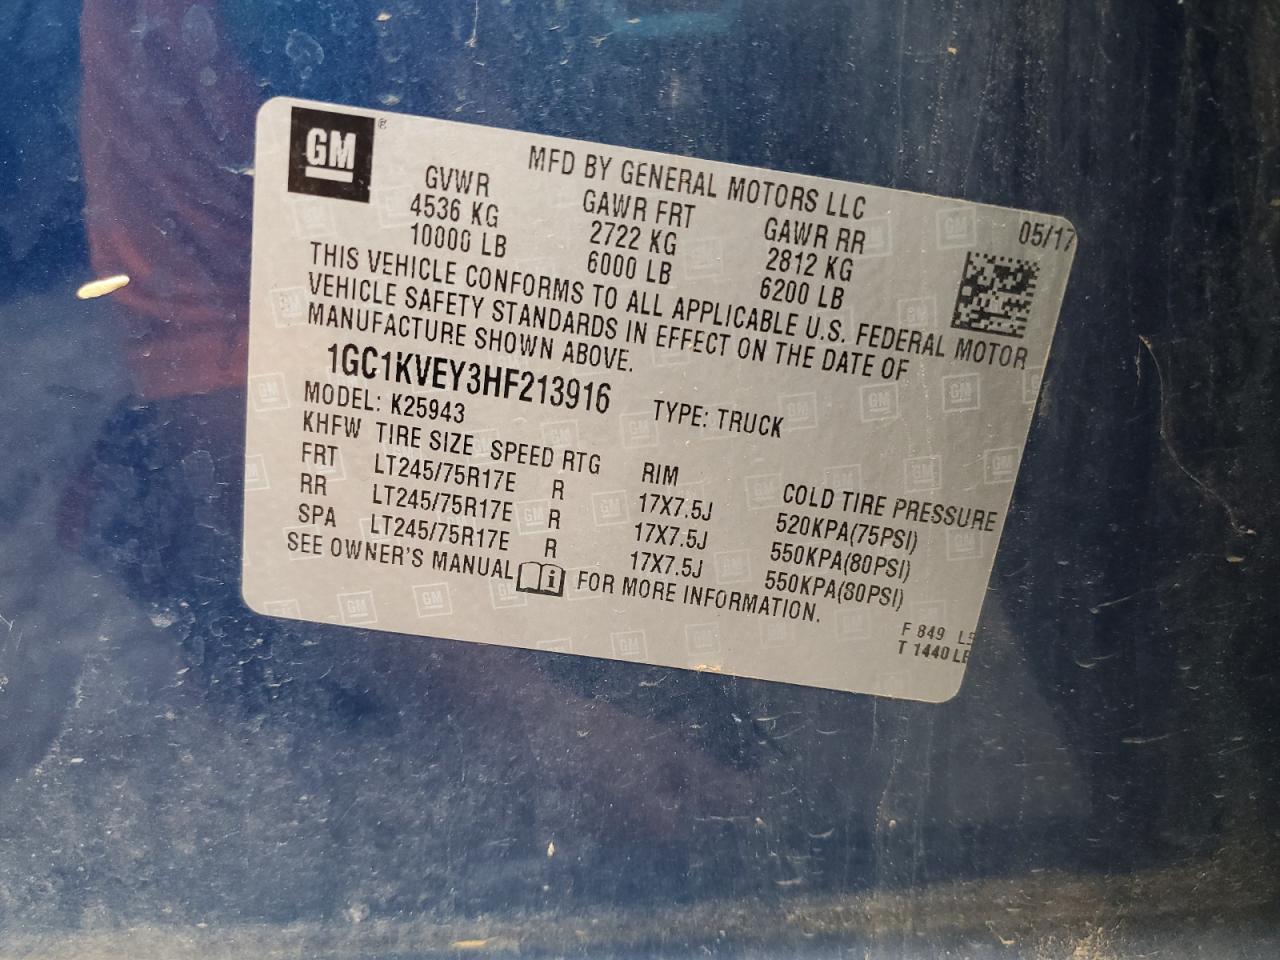 GM ®
MFD BY GENERAL MOTORS LLC
GVWR GAWR FRT GAWR RR 05/17
4536 KG 2722 KG 2812 KG
10000 LB 6000 LB 6200 LB
THIS VEHICLE CONFORMS TO ALL APPLICABLE U.S. FEDERAL MOTOR
VEHICLE SAFETY STANDARDS IN EFFECT ON THE DATE OF
MANUFACTURE SHOWN ABOVE.
1GC1KVEY3HF213916 TYPE: TRUCK
MODEL: K25943
KHFW TIRE SIZE SPEED RTG RIM COLD TIRE PRESSURE
FRT LT245/75R17E R 17X7.5J 520KPA(75PSI)
RR LT245/75R17E R 17X7.5J 550KPA(80PSI)
SPA LT245/75R17E R 17X7.5J 550KPA(80PSI)
SEE OWNER'S MANUAL FOR MORE INFORMATION.
F 849
T 1440